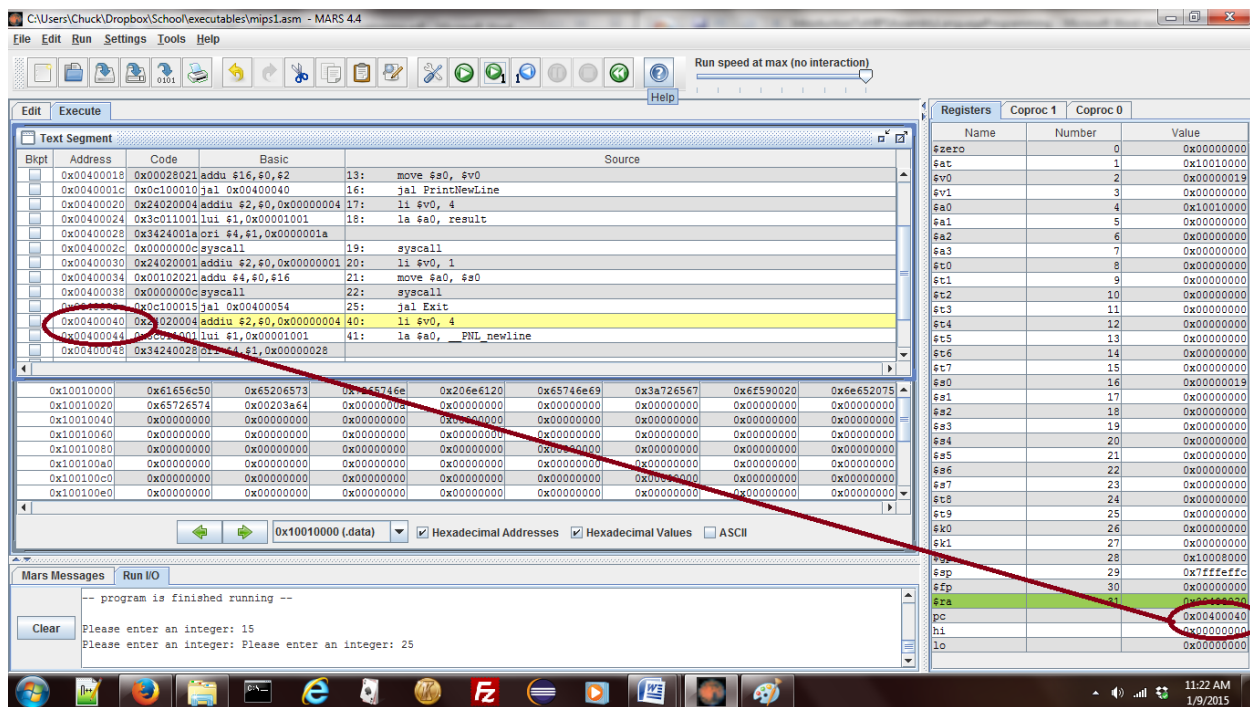 C:\Users\Chuck\Dropbox\School\executables\mips1.asm - MARS 4.4
File Edit Run Settings Tools Help
Run speed at max (no interaction)
Help
Edit Execute
Text Segment
Bkpt Address Code Basic Source
0x00400018 0x00028021 addu $16,$0,$2 13: move $s0, $v0
0x0040001c 0x0c100010 jal 0x00400040 16: jal PrintNewLine
0x00400020 0x24020004 addiu $2,$0,0x00000004 17: li $v0, 4
0x00400024 0x3c011001 lui $1,0x00001001 18: la $a0, result
0x00400028 0x3424001a ori $4,$1,0x0000001a
0x0040002c 0x0000000c syscall 19: syscall
0x00400030 0x24020001 addiu $2,$0,0x00000001 20: li $v0, 1
0x00400034 0x00102021 addu $4,$0,$16 21: move $a0, $s0
0x00400038 0x0000000c syscall 22: syscall
0x0c100015 jal 0x00400054 25: jal Exit
0x00400040 0x24020004 addiu $2,$0,0x00000004 40: li $v0, 4
0x00400044 lui $1,0x00001001 41: la $a0, __PNL_newline
0x00400048 0x34240028 ori $4,$1,0x00000028
0x10010000 0x61656c50 0x65206573 0x206e6120 0x65746e69 0x3a726567 0x6f590020 0x6e652075
0x10010020 0x65726574 0x00203a64 0x0000000a 0x00000000 0x00000000 0x00000000 0x00000000 0x00000000
0x10010040 0x00000000 0x00000000 0x00000000 0x00000000 0x00000000 0x00000000 0x00000000 0x00000000
0x10010060 0x00000000 0x00000000 0x00000000 0x00000000 0x00000000 0x00000000 0x00000000 0x00000000
0x10010080 0x00000000 0x00000000 0x00000000 0x00000000 0x00000000 0x00000000 0x00000000 0x00000000
0x100100a0 0x00000000 0x00000000 0x00000000 0x00000000 0x00000000 0x00000000 0x00000000 0x00000000
0x100100c0 0x00000000 0x00000000 0x00000000 0x00000000 0x00000000 0x00000000 0x00000000 0x00000000
0x100100e0 0x00000000 0x00000000 0x00000000 0x00000000 0x00000000 0x00000000 0x00000000 0x00000000
0x10010000 (.data) Hexadecimal Addresses Hexadecimal Values ASCII
Mars Messages Run I/O
-- program is finished running --
Clear
Please enter an integer: 15
Please enter an integer: Please enter an integer: 25
Registers Coproc 1 Coproc 0
Name Number Value
$zero 0 0x00000000
$at 1 0x10010000
$v0 2 0x00000019
$v1 3 0x00000000
$a0 4 0x10010000
$a1 5 0x00000000
$a2 6 0x00000000
$a3 7 0x00000000
$t0 8 0x00000000
$t1 9 0x00000000
$t2 10 0x00000000
$t3 11 0x00000000
$t4 12 0x00000000
$t5 13 0x00000000
$t6 14 0x00000000
$t7 15 0x00000000
$s0 16 0x00000019
$s1 17 0x00000000
$s2 18 0x00000000
$s3 19 0x00000000
$s4 20 0x00000000
$s5 21 0x00000000
$s6 22 0x00000000
$s7 23 0x00000000
$t8 24 0x00000000
$t9 25 0x00000000
$k0 26 0x00000000
$k1 27 0x00000000
$gp 28 0x10008000
$sp 29 0x7fffeffc
$fp 30 0x00000000
$ra 31
pc 0x00400040
hi 0x00000000
lo 0x00000000
11:22 AM
1/9/2015